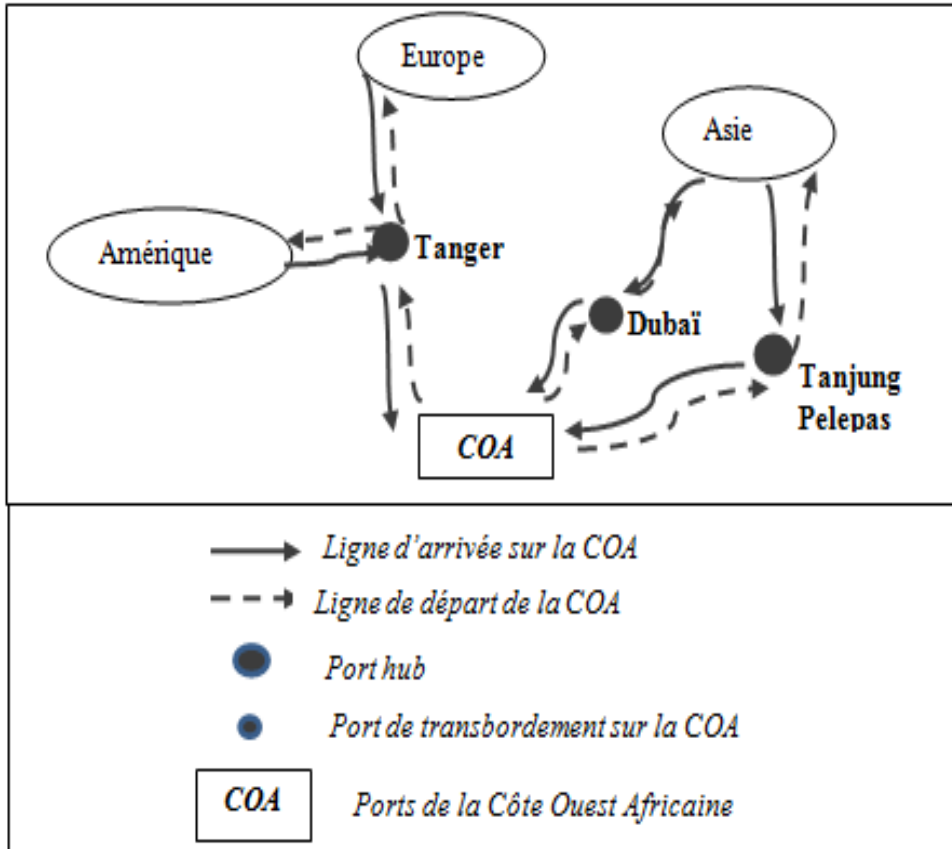 Europe
Asie
Amérique
Tanger
Dubaï
Tanjung
Pelepas
COA
Ligne d'arrivée sur la COA
Ligne de départ de la COA
Port hub
Port de transbordement sur la COA
COA
Ports de la Côte Ouest Africaine